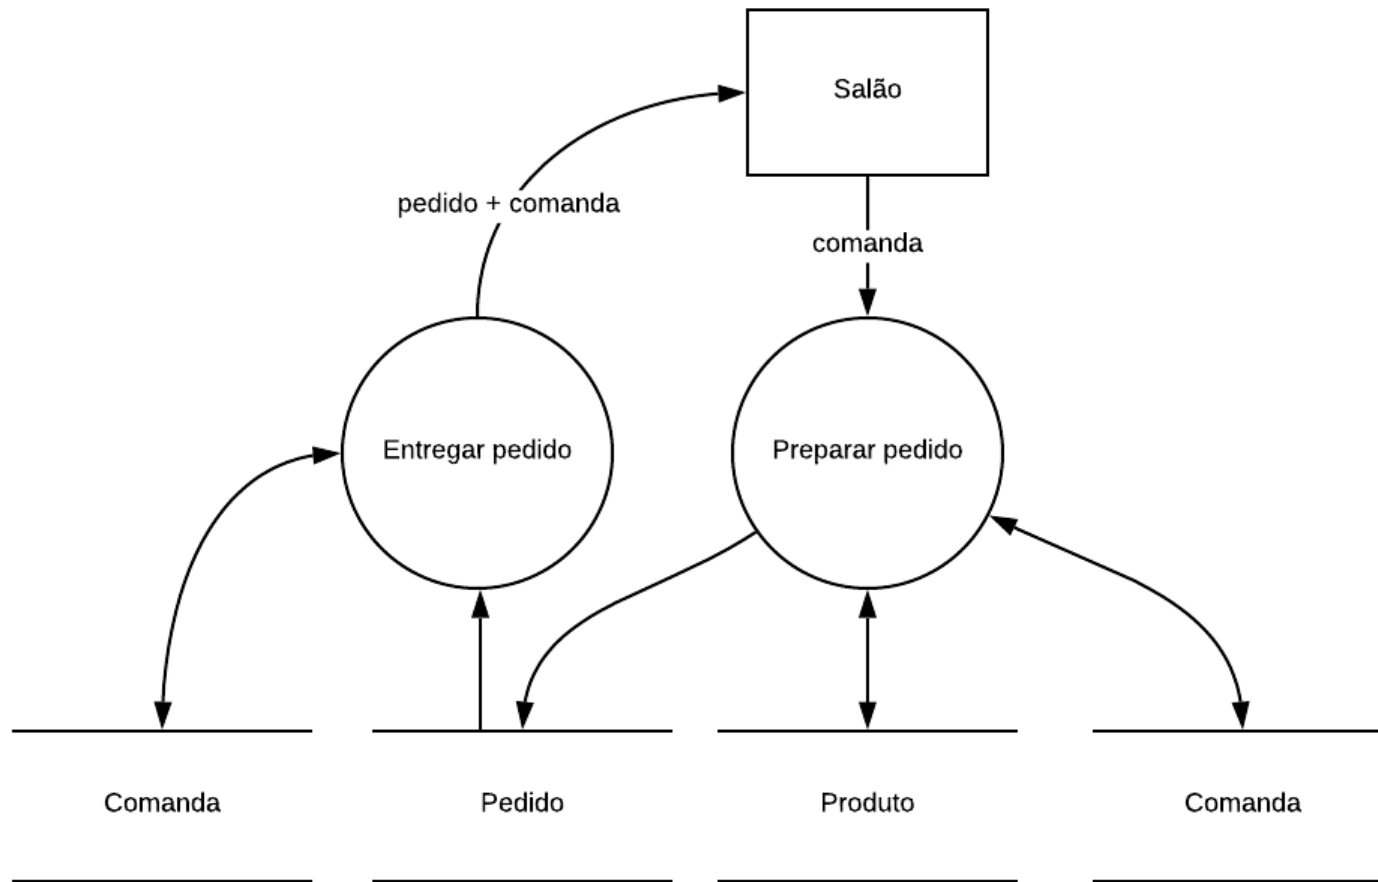 Salão
pedido + comanda
comanda
Entregar pedido
Preparar pedido
Comanda
Pedido
Produto
Comanda